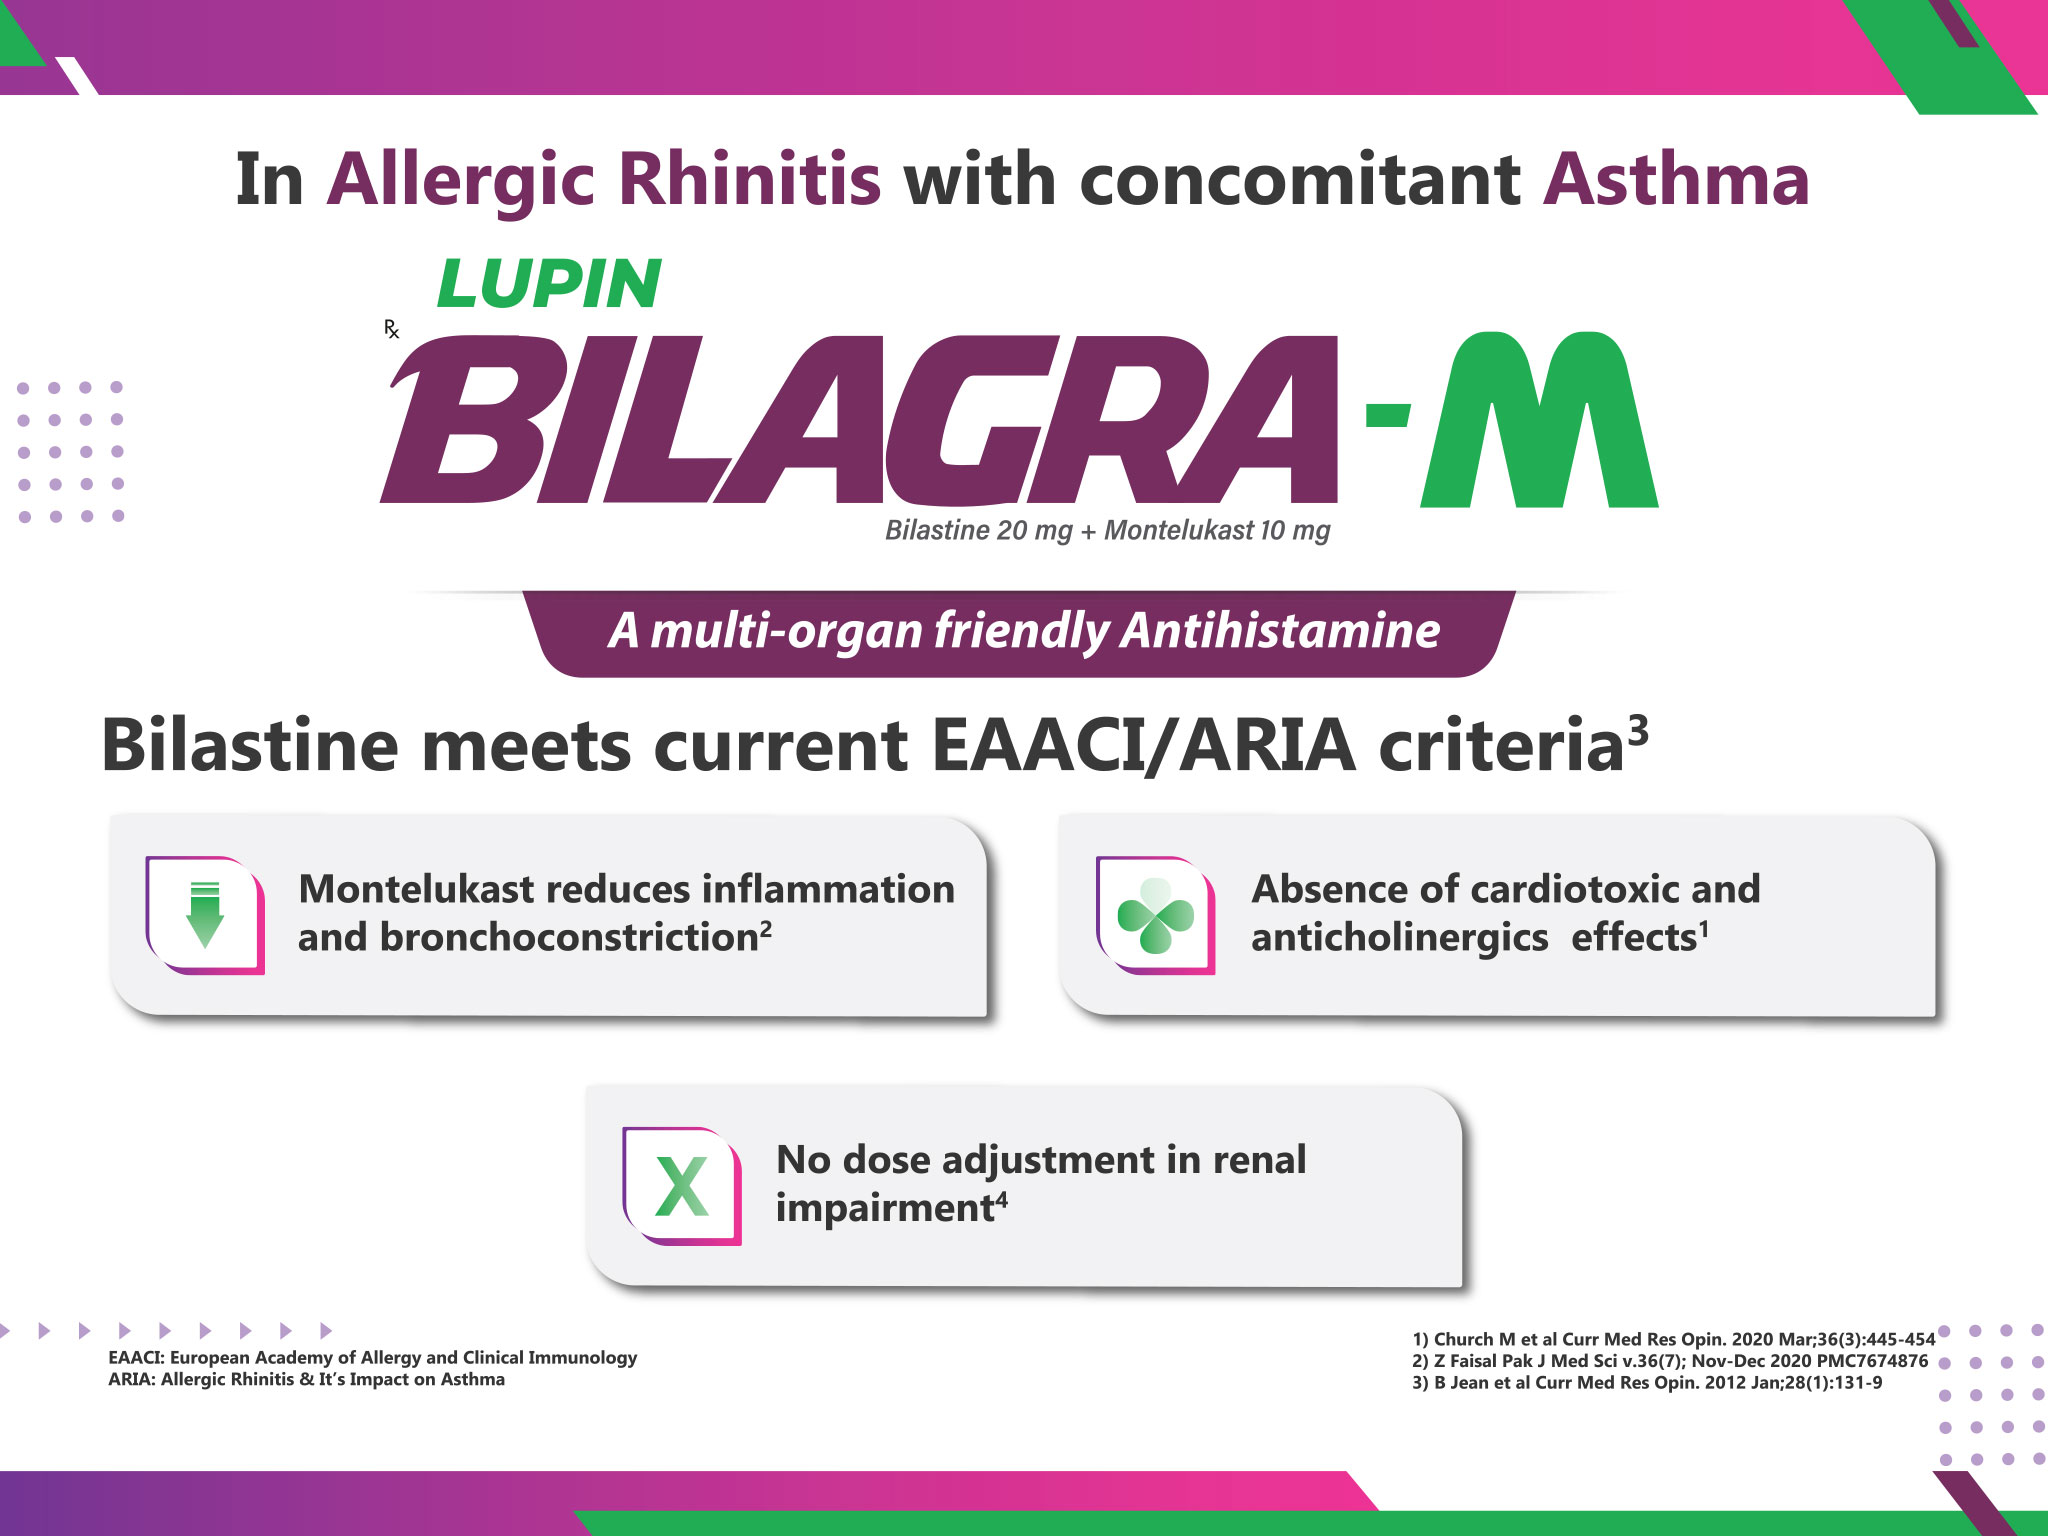 In Allergic Rhinitis with concomitant Asthma
LUPIN
℞
BILAGRA-M
Bilastine 20 mg + Montelukast 10 mg
A multi-organ friendly Antihistamine
Bilastine meets current EAACI/ARIA criteria³
Montelukast reduces inflammation
and bronchoconstriction²
Absence of cardiotoxic and
anticholinergics  effects¹
X
No dose adjustment in renal
impairment⁴
EAACI: European Academy of Allergy and Clinical Immunology
ARIA: Allergic Rhinitis & It’s Impact on Asthma
1) Church M et al Curr Med Res Opin. 2020 Mar;36(3):445-454
2) Z Faisal Pak J Med Sci v.36(7); Nov-Dec 2020 PMC7674876
3) B Jean et al Curr Med Res Opin. 2012 Jan;28(1):131-9